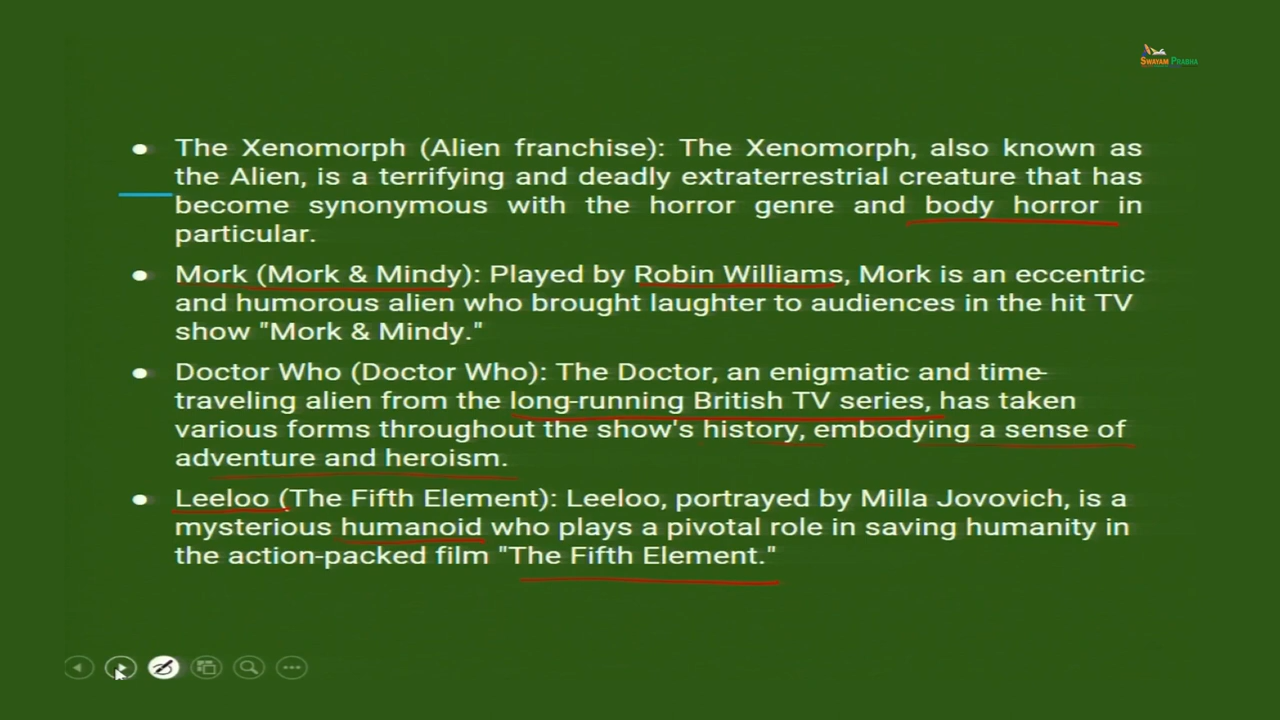 SWAYAM PRABHA
• The Xenomorph (Alien franchise): The Xenomorph, also known as
the Alien, is a terrifying and deadly extraterrestrial creature that has
become synonymous with the horror genre and body horror in
particular.
• Mork (Mork & Mindy): Played by Robin Williams, Mork is an eccentric
and humorous alien who brought laughter to audiences in the hit TV
show "Mork & Mindy."
• Doctor Who (Doctor Who): The Doctor, an enigmatic and time-
traveling alien from the long-running British TV series, has taken
various forms throughout the show's history, embodying a sense of
adventure and heroism.
• Leeloo (The Fifth Element): Leeloo, portrayed by Milla Jovovich, is a
mysterious humanoid who plays a pivotal role in saving humanity in
the action-packed film "The Fifth Element."